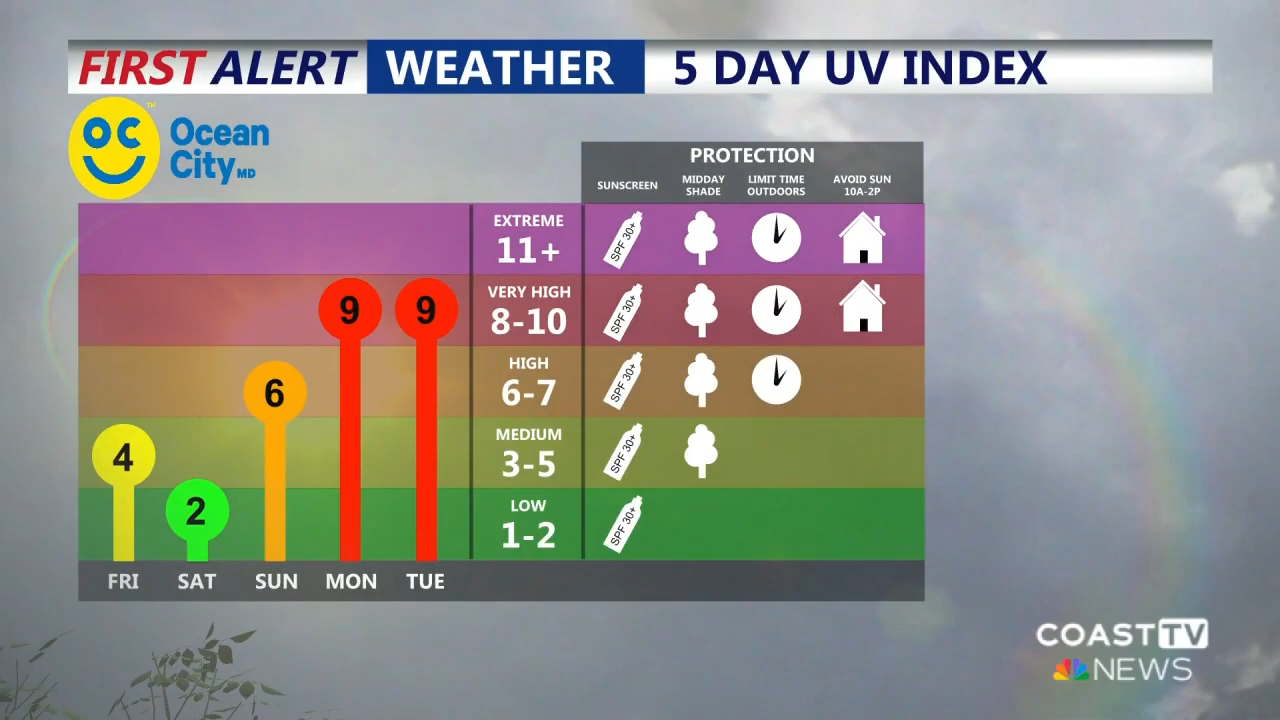 FIRST ALERT WEATHER 5 DAY UV INDEX
OC™
Ocean
City MD
PROTECTION
SUNSCREEN MIDDAY SHADE LIMIT TIME OUTDOORS AVOID SUN 10A-2P
EXTREME
11+
SPF 30+
VERY HIGH
9 9 8-10
SPF 30+
HIGH
6 6-7
SPF 30+
MEDIUM
4 3-5
SPF 30+
LOW
2 1-2
SPF 30+
FRI SAT SUN MON TUE
COAST TV
NEWS